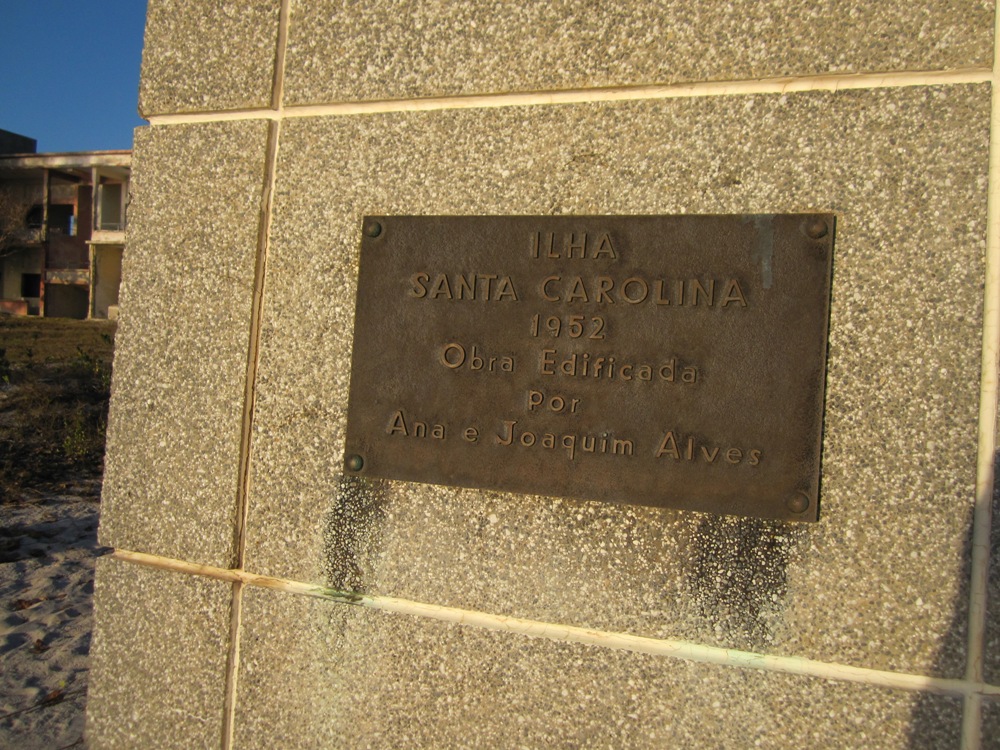 ILHA
SANTA CAROLINA
1952
Obra Edificada
por
Ana e Joaquim Alves